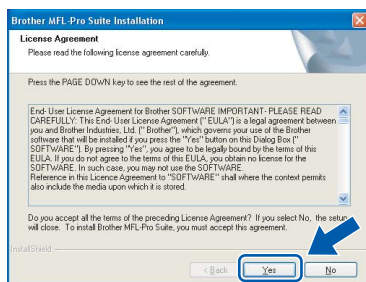 Brother MFL-Pro Suite Installation
License Agreement
Please read the following license agreement carefully.
Press the PAGE DOWN key to see the rest of the agreement.
End- User License Agreement for Brother SOFTWARE IMPORTANT- PLEASE READ
CAREFULLY: This End- User License Agreement (" EULA") is a legal agreement between
you and Brother Industries, Ltd. (" Brother"), which governs your use of the Brother
software that will be installed if you press the "Yes" button on this Dialog Box ("
SOFTWARE"). By pressing "Yes", you agree to be legally bound by the terms of this
EULA. If you do not agree to the terms of this EULA, you obtain no license for the
SOFTWARE. In such case, you may not use the SOFTWARE.
Reference in this Licence Agreement to "SOFTWARE" shall where the context permits
also include the media upon which it is stored.
Do you accept all the terms of the preceding License Agreement? If you select No, the setup
will close. To install Brother MFL-Pro Suite, you must accept this agreement.
InstallShield
< Back
Yes
No